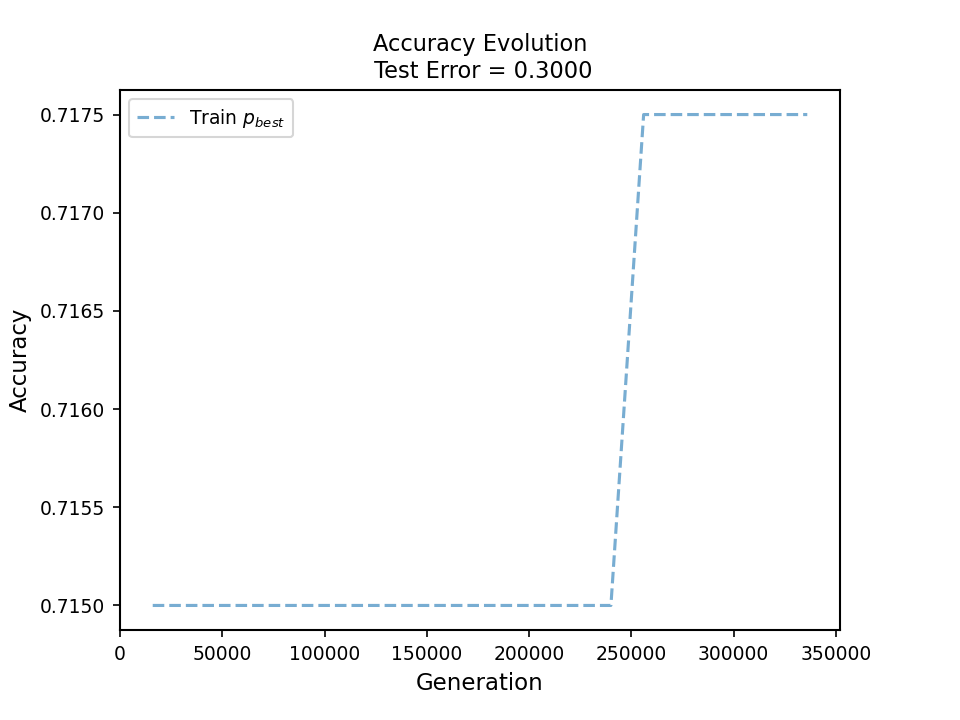 Accuracy Evolution
Test Error = 0.3000
Train p_best
0.7175
0.7170
0.7165
0.7160
0.7155
0.7150
Accuracy
0 50000 100000 150000 200000 250000 300000 350000
Generation